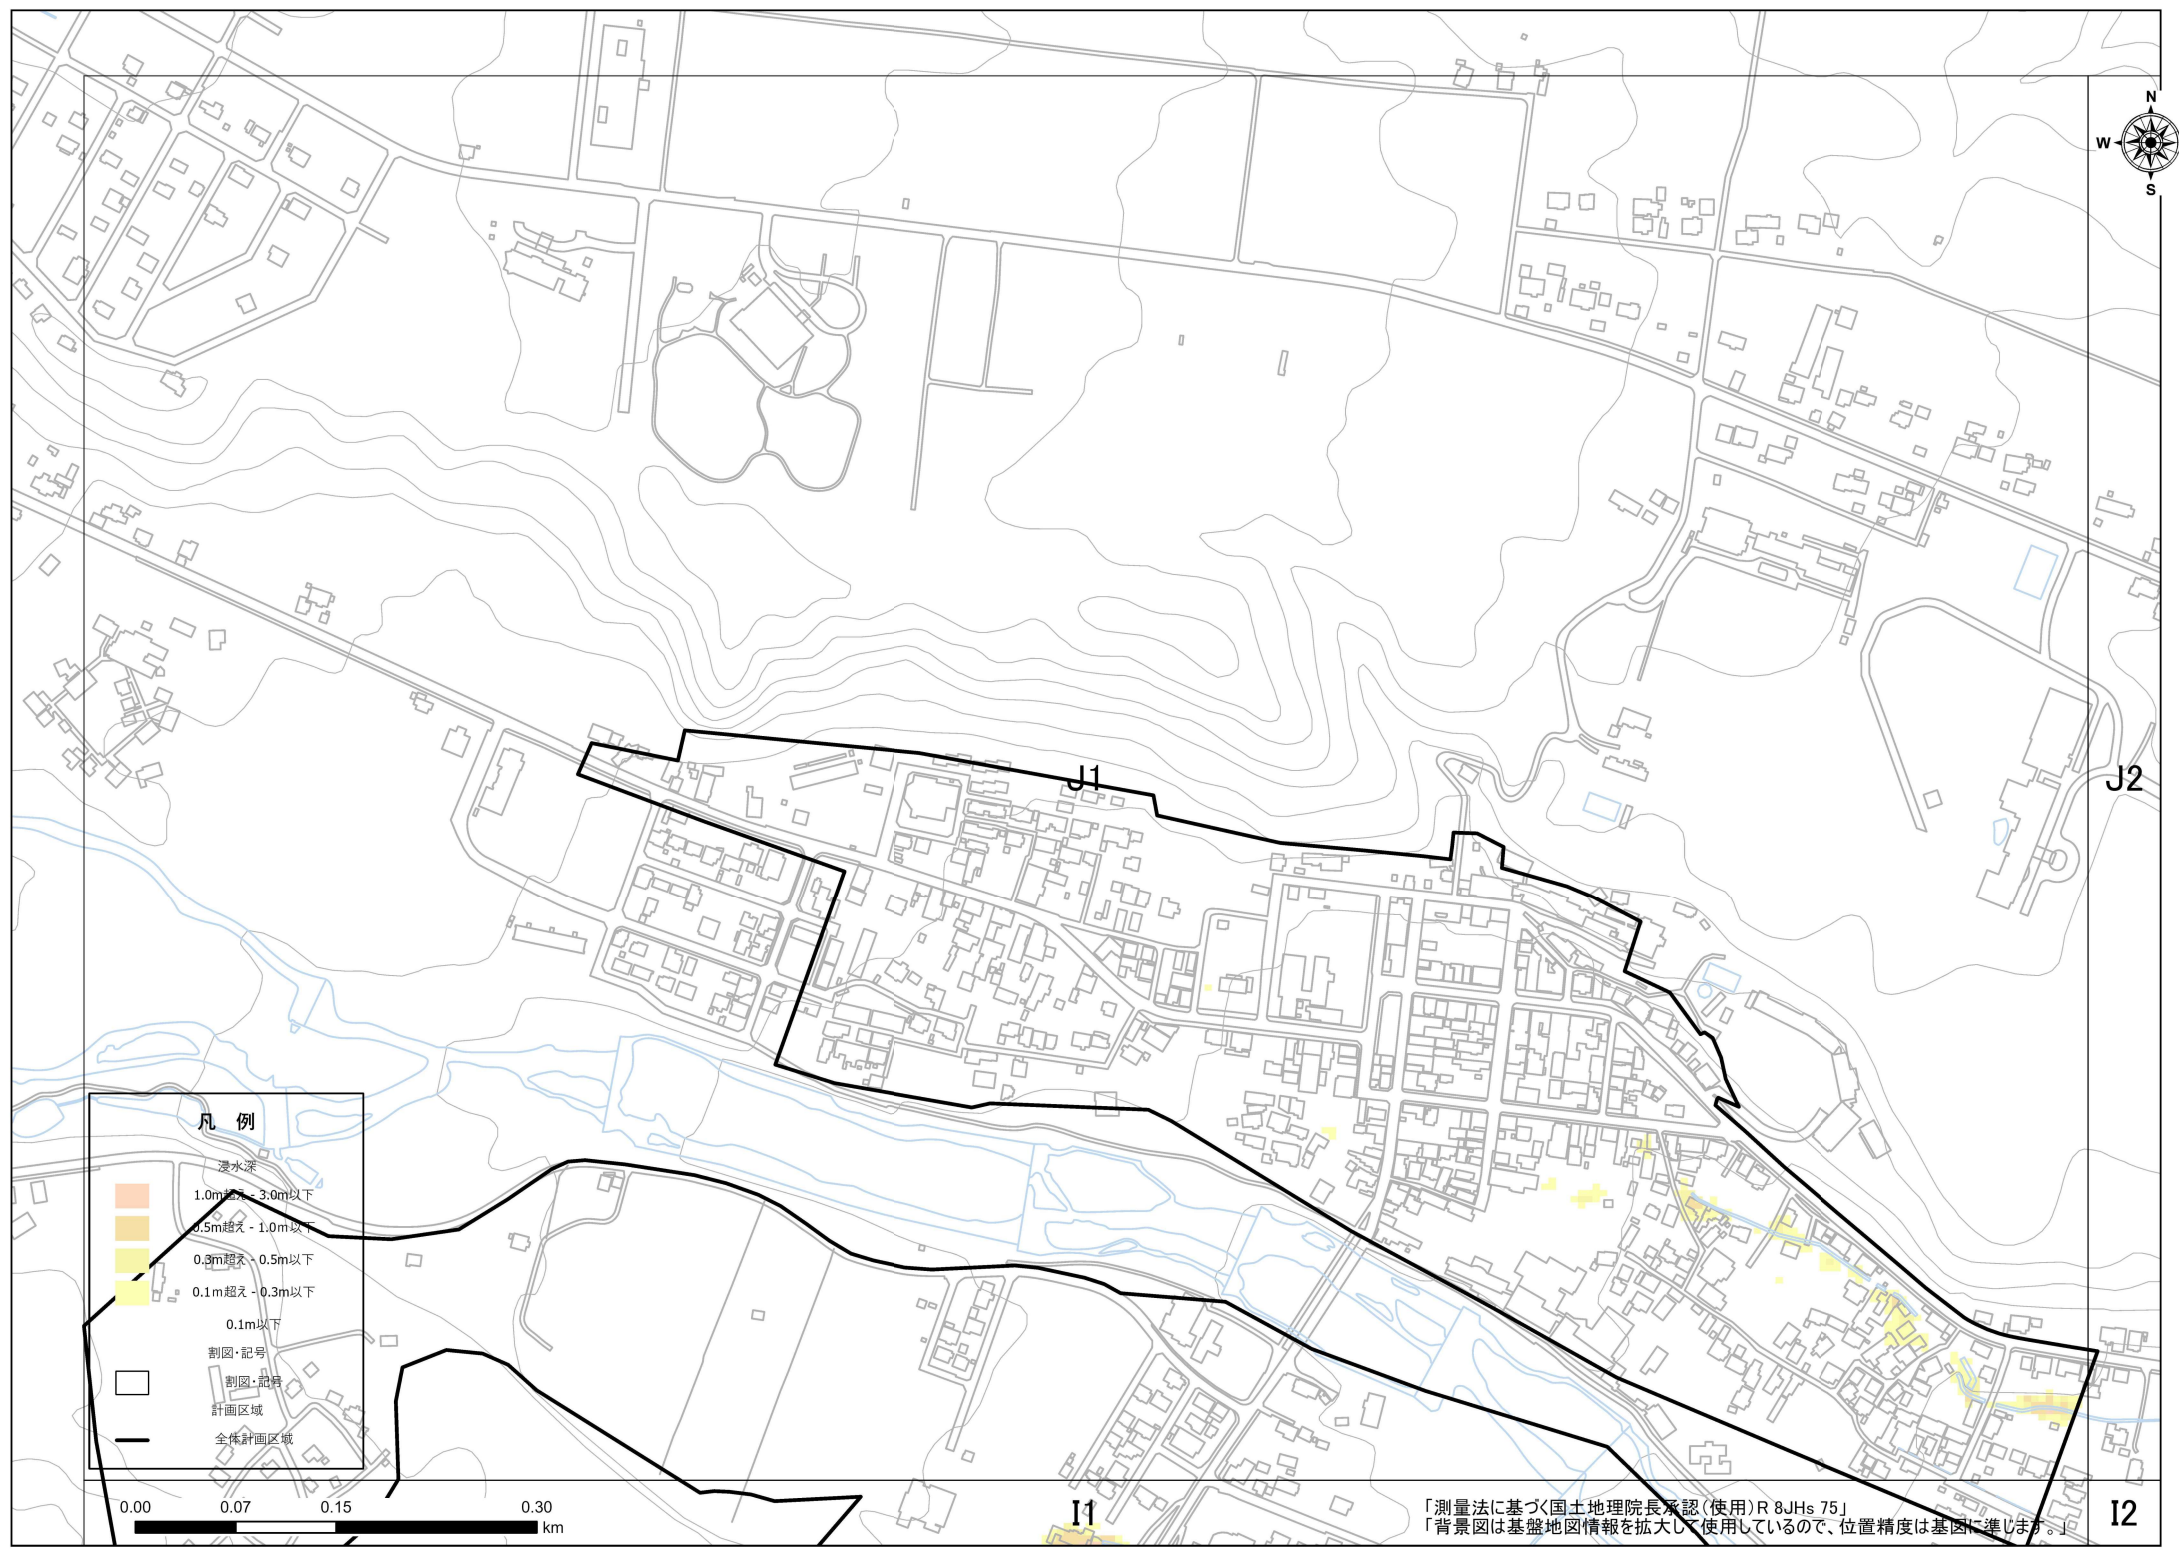 N
W
S
J1
J2
凡 例
浸水深
1.0m超え - 3.0m以下
0.5m超え - 1.0m以下
0.3m超え - 0.5m以下
0.1m超え - 0.3m以下
0.1m以下
割図・記号
割図・記号
計画区域
全体計画区域
0.00 0.07 0.15 0.30
km
I1
「測量法に基づく国土地理院長承認(使用)R 8JHs 75」
「背景図は基盤地図情報を拡大して使用しているので、位置精度は基図に準じます。」
I2